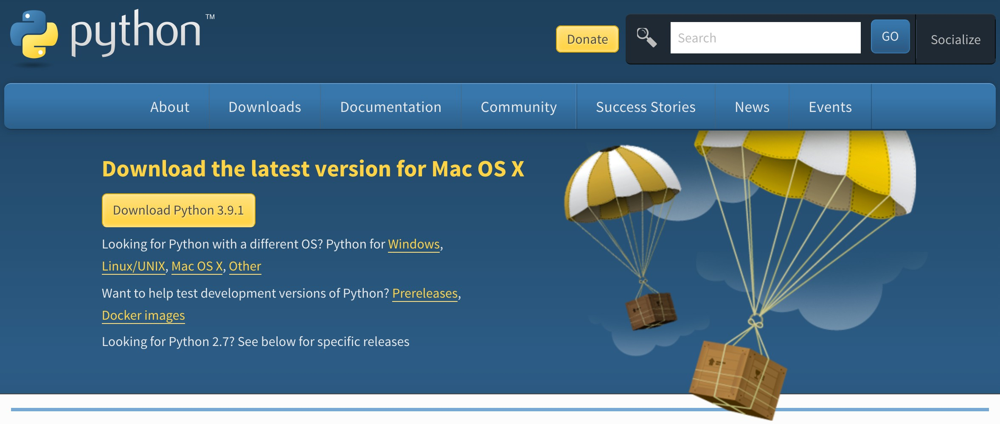 python™
Donate
Search
GO
Socialize
About
Downloads
Documentation
Community
Success Stories
News
Events
Download the latest version for Mac OS X
Download Python 3.9.1
Looking for Python with a different OS? Python for Windows,
Linux/UNIX, Mac OS X, Other
Want to help test development versions of Python? Prereleases,
Docker images
Looking for Python 2.7? See below for specific releases